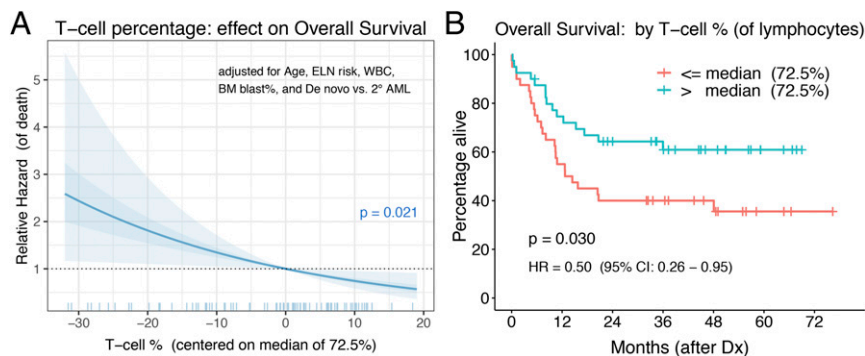 A
T-cell percentage: effect on Overall Survival
adjusted for Age, ELN risk, WBC,
BM blast%, and De novo vs. 2° AML
p = 0.021
Relative Hazard (of death)
5
4
3
2
1
−30
−20
−10
0
10
20
T-cell % (centered on median of 72.5%)
B
Overall Survival: by T-cell % (of lymphocytes)
<= median (72.5%)
> median (72.5%)
Percentage alive
100
80
60
40
20
0
p = 0.030
HR = 0.50 (95% CI: 0.26 − 0.95)
0
12
24
36
48
60
72
Months (after Dx)